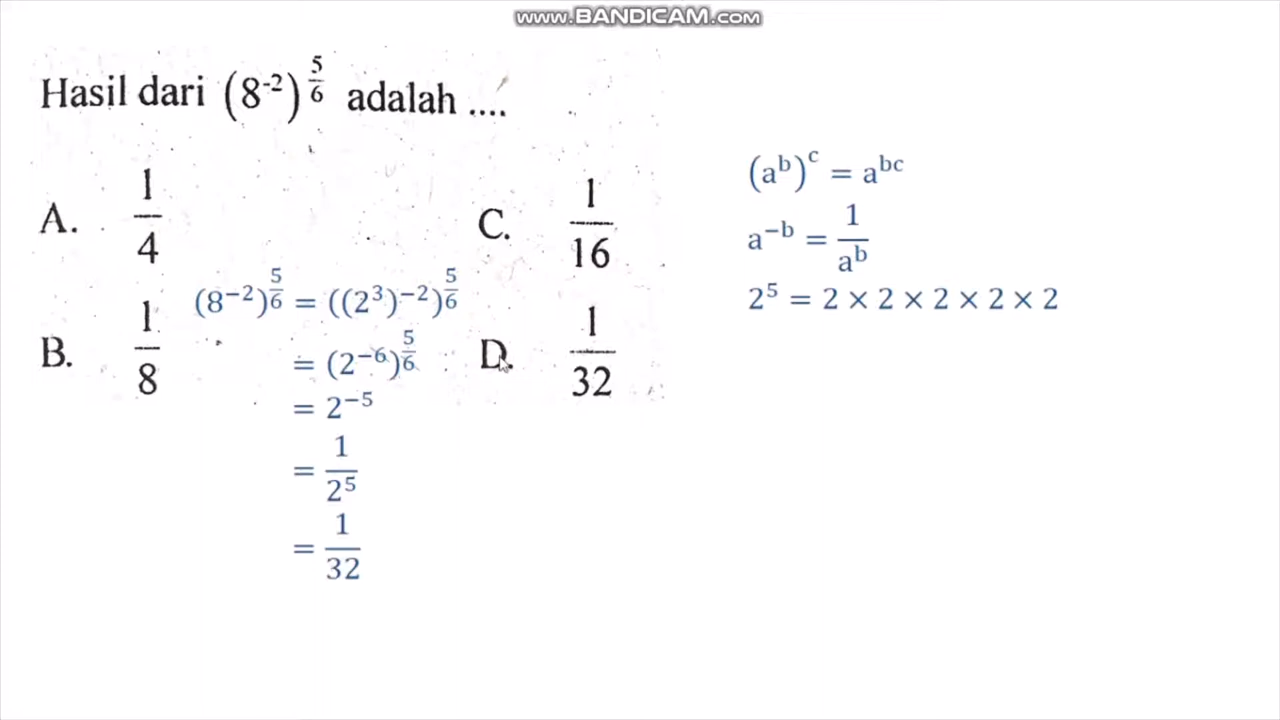 www.BANDICAM.com
Hasil dari (8⁻²)^(5/6) adalah ....
A. 1/4
B. 1/8
C. 1/16
D. 1/32
(8⁻²)^(5/6) = ((2³)⁻²)^(5/6)
= (2⁻⁶)^(5/6)
= 2⁻⁵
= 1/2⁵
= 1/32
(aᵇ)ᶜ = aᵇᶜ
a⁻ᵇ = 1/aᵇ
2⁵ = 2 × 2 × 2 × 2 × 2